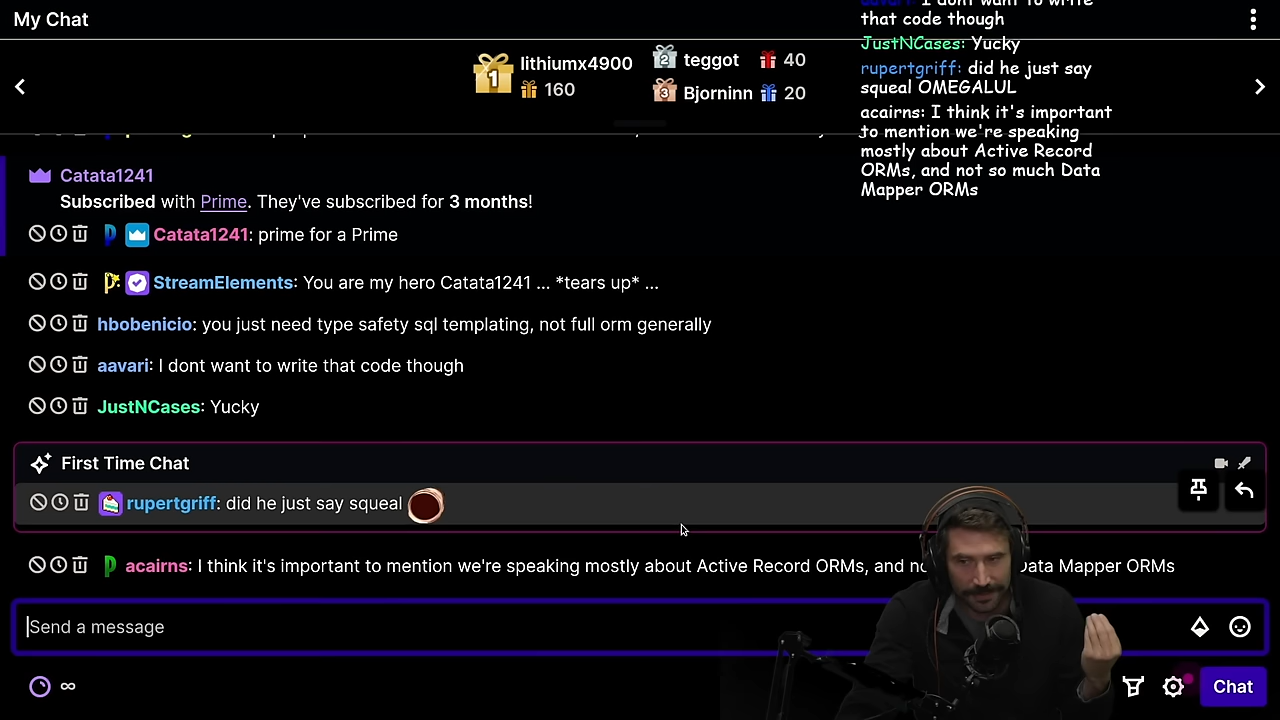 My Chat
that code though
JustNCases: Yucky
rupertgriff: did he just say
squeal OMEGALUL
acairns: I think it's important
to mention we're speaking
mostly about Active Record
ORMs, and not so much Data
Mapper ORMs
1
lithiumx4900
160
2
teggot
40
3
Bjorninn
20
Catata1241
Subscribed with Prime. They've subscribed for 3 months!
Catata1241: prime for a Prime
StreamElements: You are my hero Catata1241 ... *tears up* ...
hbobenicio: you just need type safety sql templating, not full orm generally
aavari: I dont want to write that code though
JustNCases: Yucky
First Time Chat
rupertgriff: did he just say squeal
acairns: I think it's important to mention we're speaking mostly about Active Record ORMs, and Data Mapper ORMs
Send a message
Chat